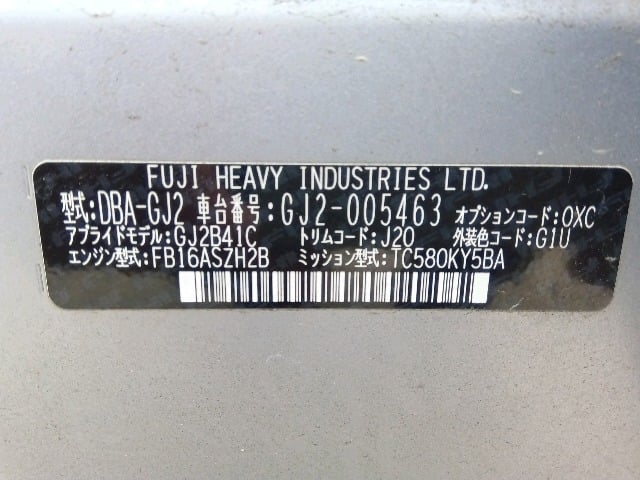 FUJI HEAVY INDUSTRIES LTD.
型式:DBA-GJ2 車台番号:GJ2-005463 オプションコード:OXC
アプライドモデル:GJ2B41C トリムコード:J20 外装色コード:G1U
エンジン型式:FB16ASZH2B ミッション型式:TC580KY5BA